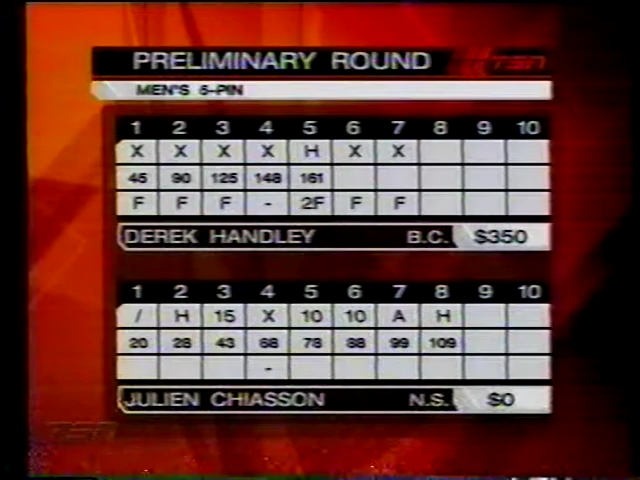 PRELIMINARY ROUND TSN
MEN'S 5-PIN
1 2 3 4 5 6 7 8 9 10
X X X X H X X
45 90 125 148 161
F F F - 2F F F
DEREK HANDLEY B.C. $350
1 2 3 4 5 6 7 8 9 10
/ H 15 X 10 10 A H
20 28 43 68 78 88 99 109
-
JULIEN CHIASSON N.S. $0
TSN